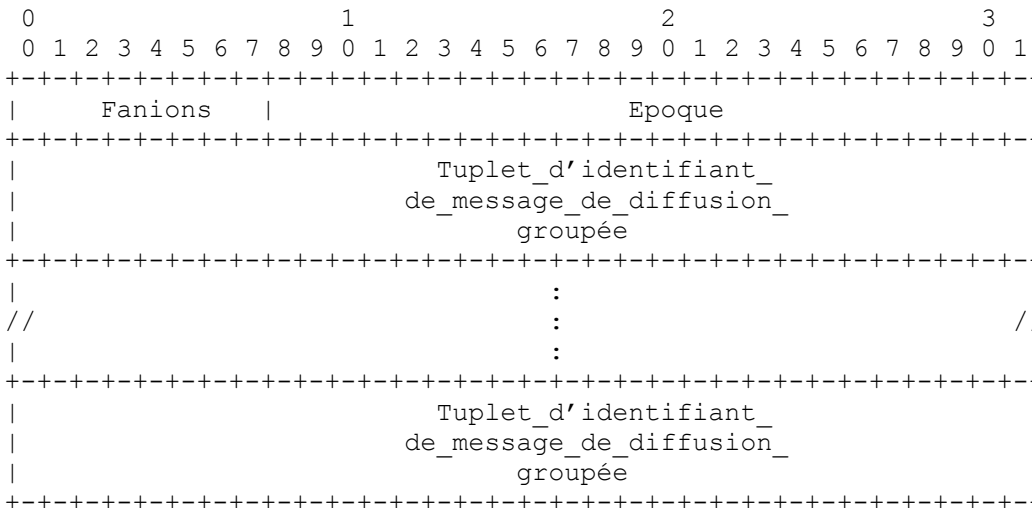 0                   1                   2                   3
0 1 2 3 4 5 6 7 8 9 0 1 2 3 4 5 6 7 8 9 0 1 2 3 4 5 6 7 8 9 0 1
+-+-+-+-+-+-+-+-+-+-+-+-+-+-+-+-+-+-+-+-+-+-+-+-+-+-+-+-+-+-+-+-+-
|     Fanions   |                      Epoque
+-+-+-+-+-+-+-+-+-+-+-+-+-+-+-+-+-+-+-+-+-+-+-+-+-+-+-+-+-+-+-+-+-
|                          Tuplet_d’identifiant_
|                        de_message_de_diffusion_
|                               groupée
+-+-+-+-+-+-+-+-+-+-+-+-+-+-+-+-+-+-+-+-+-+-+-+-+-+-+-+-+-+-+-+-+-
|                                 :
//                                :                            /
|                                 :
+-+-+-+-+-+-+-+-+-+-+-+-+-+-+-+-+-+-+-+-+-+-+-+-+-+-+-+-+-+-+-+-+-
|                          Tuplet_d’identifiant_
|                        de_message_de_diffusion_
|                               groupée
+-+-+-+-+-+-+-+-+-+-+-+-+-+-+-+-+-+-+-+-+-+-+-+-+-+-+-+-+-+-+-+-+-